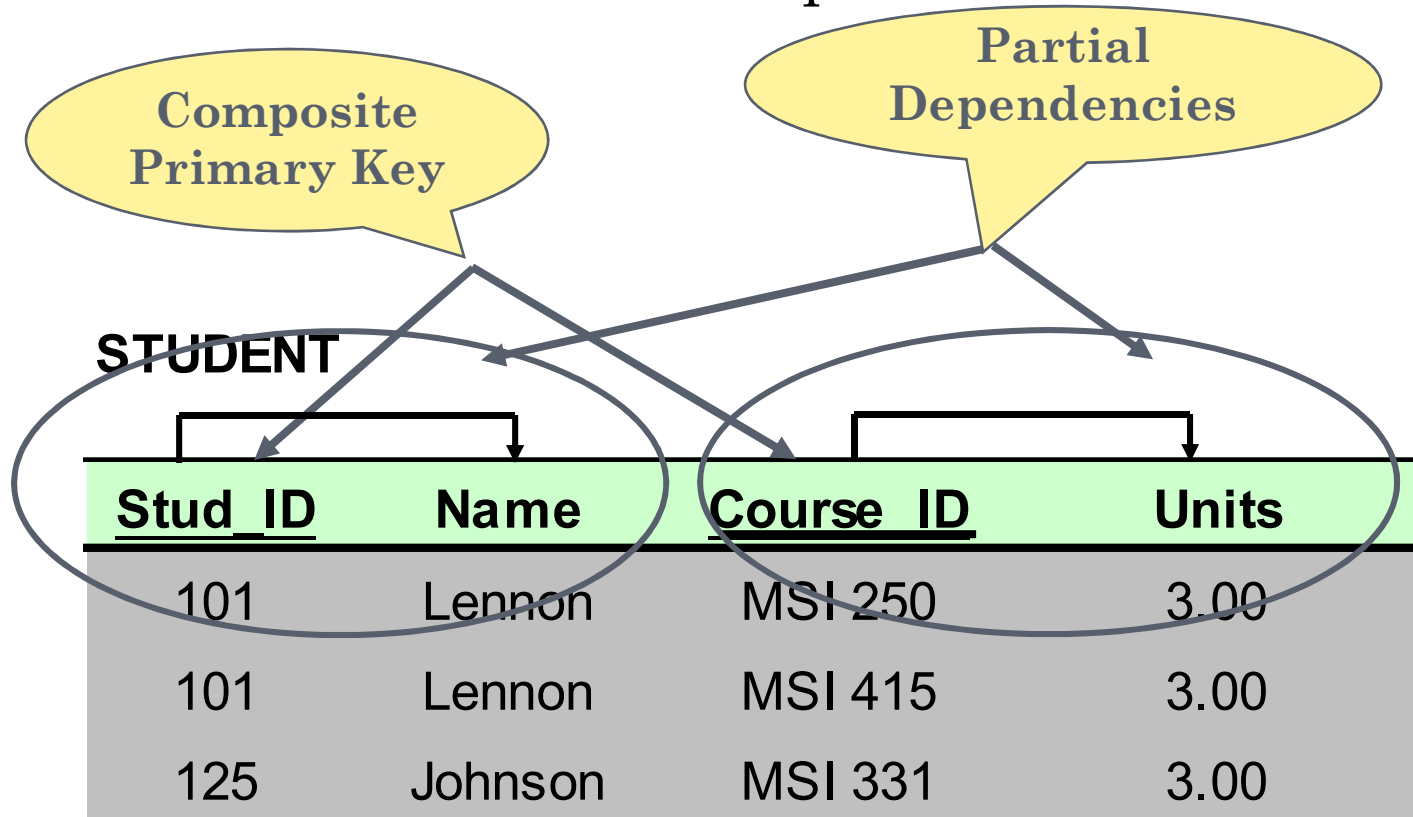 Composite
Primary Key
Partial
Dependencies
STUDENT
Stud_ID Name Course_ID Units
101 Lennon MSI 250 3.00
101 Lennon MSI 415 3.00
125 Johnson MSI 331 3.00